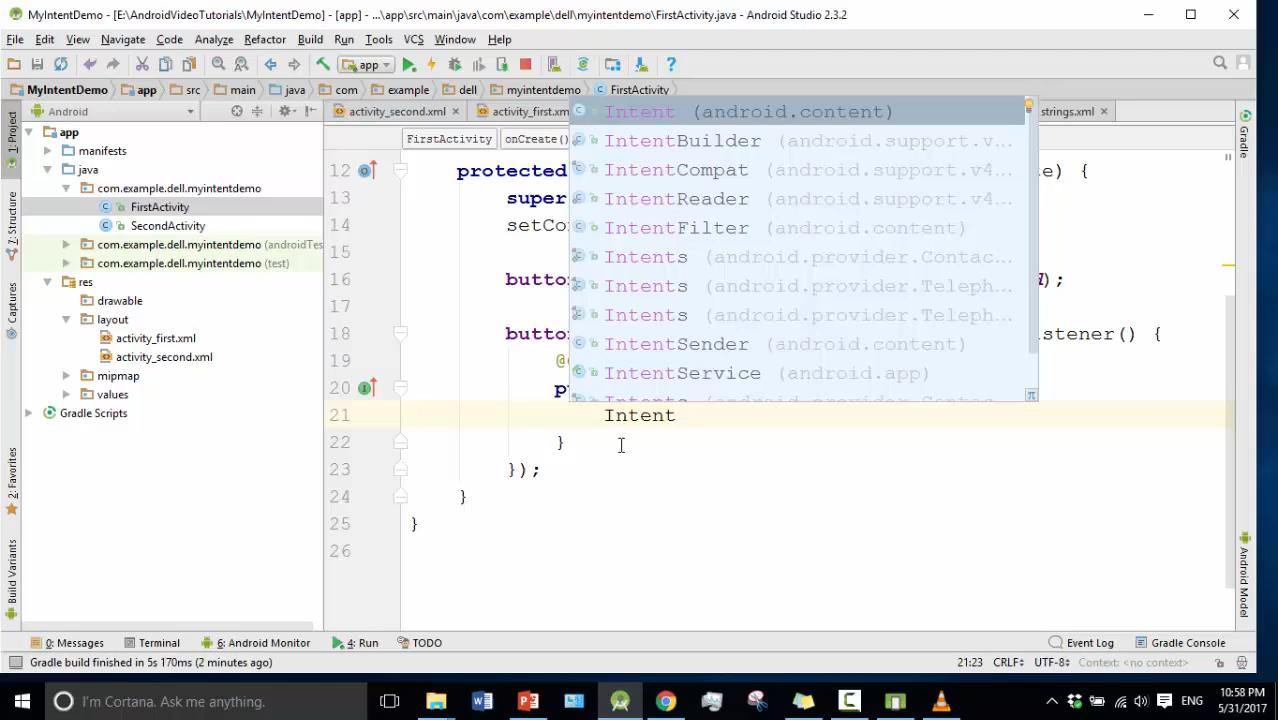 MyIntentDemo - [E:\AndroidVideoTutorials\MyIntentDemo] - [app] - ...\app\src\main\java\com\example\dell\myintentdemo\FirstActivity.java - Android Studio 2.3.2
File Edit View Navigate Code Analyze Refactor Build Run Tools VCS Window Help
app
MyIntentDemo app src main java com example dell myintentdemo FirstActivity
Android
activity_second.xml activity_first.xm strings.xml
FirstActivity onCreate()
1: Project
7: Structure
Captures
2: Favorites
Build Variants
app
manifests
java
com.example.dell.myintentdemo
FirstActivity
SecondActivity
com.example.dell.myintentdemo (androidTes
com.example.dell.myintentdemo (test)
res
drawable
layout
activity_first.xml
activity_second.xml
mipmap
values
Gradle Scripts
Intent (android.content)
IntentBuilder (android.support.v...
IntentCompat (android.support.v4...
IntentReader (android.support.v4...
IntentFilter (android.content)
Intents (android.provider.Contac...
Intents (android.provider.Teleph...
Intents (android.provider.Teleph...
IntentSender (android.content)
IntentService (android.app)
Intents (android.provider.Contac...
12 protected e) {
13 super
14 setCo
15
16 butto );
17
18 butto stener() {
19 @
20 p
21 Intent
22 }
23 });
24 }
25 }
26
Gradle
Android Model
0: Messages Terminal 6: Android Monitor 4: Run TODO Event Log Gradle Console
Gradle build finished in 5s 170ms (2 minutes ago) 21:23 CRLF UTF-8 Context: <no context>
I'm Cortana. Ask me anything. ENG 10:58 PM
5/31/2017